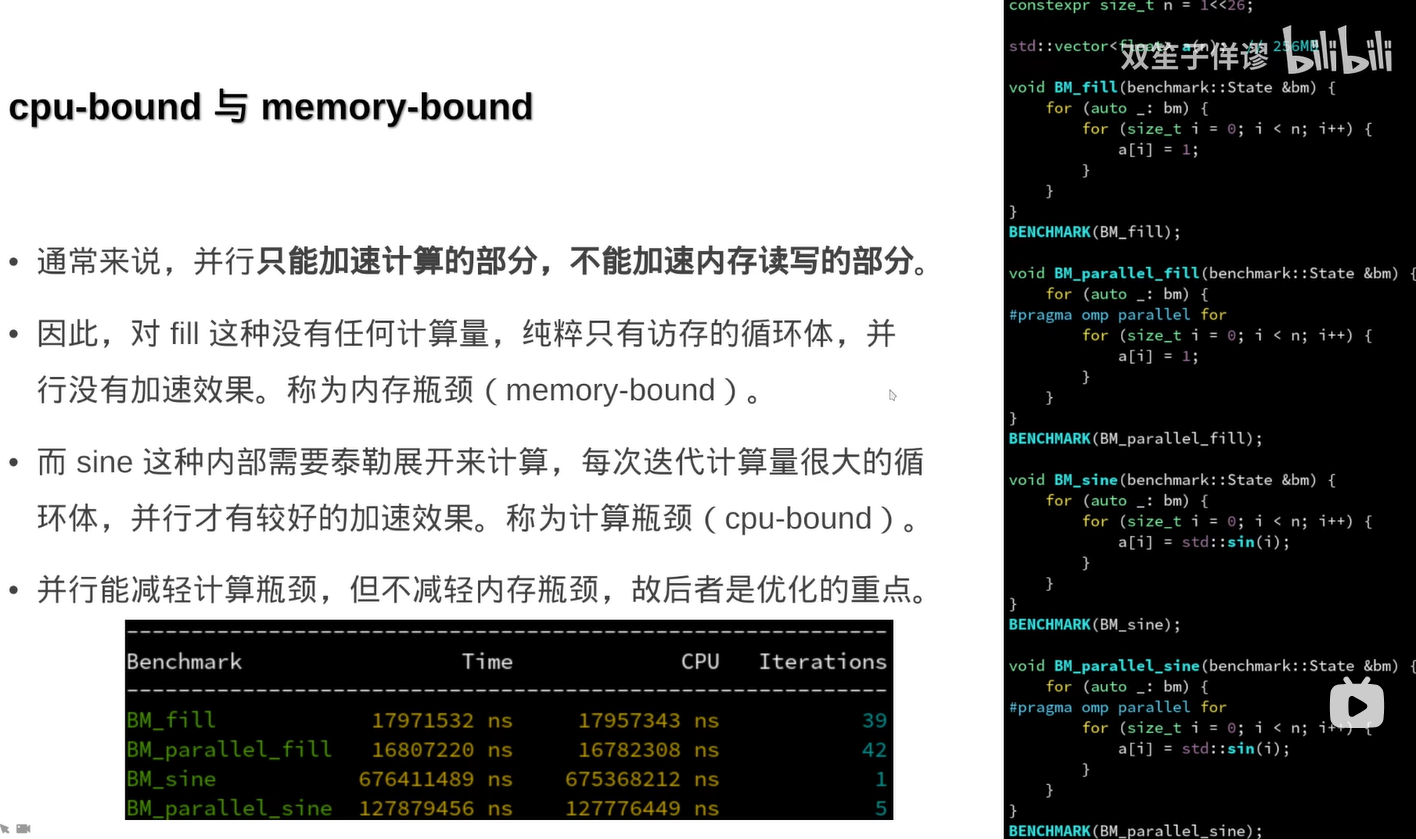 cpu-bound 与 memory-bound
• 通常来说，并行只能加速计算的部分，不能加速内存读写的部分。
• 因此，对 fill 这种没有任何计算量，纯粹只有访存的循环体，并
行没有加速效果。称为内存瓶颈（memory-bound）。
• 而 sine 这种内部需要泰勒展开来计算，每次迭代计算量很大的循
环体，并行才有较好的加速效果。称为计算瓶颈（cpu-bound）。
• 并行能减轻计算瓶颈，但不减轻内存瓶颈，故后者是优化的重点。
Benchmark Time CPU Iterations
BM_fill 17971532 ns 17957343 ns 39
BM_parallel_fill 16807220 ns 16782308 ns 42
BM_sine 676411489 ns 675368212 ns 1
BM_parallel_sine 127879456 ns 127776449 ns 5
constexpr size_t n = 1<<26;
std::vector<float> a(n); // 256MB
双笙子佯谬 bilibili
void BM_fill(benchmark::State &bm) {
for (auto _: bm) {
for (size_t i = 0; i < n; i++) {
a[i] = 1;
}
}
}
BENCHMARK(BM_fill);
void BM_parallel_fill(benchmark::State &bm) {
for (auto _: bm) {
#pragma omp parallel for
for (size_t i = 0; i < n; i++) {
a[i] = 1;
}
}
}
BENCHMARK(BM_parallel_fill);
void BM_sine(benchmark::State &bm) {
for (auto _: bm) {
for (size_t i = 0; i < n; i++) {
a[i] = std::sin(i);
}
}
}
BENCHMARK(BM_sine);
void BM_parallel_sine(benchmark::State &bm) {
for (auto _: bm) {
#pragma omp parallel for
for (size_t i = 0; i < n; i++) {
a[i] = std::sin(i);
}
}
}
BENCHMARK(BM_parallel_sine);